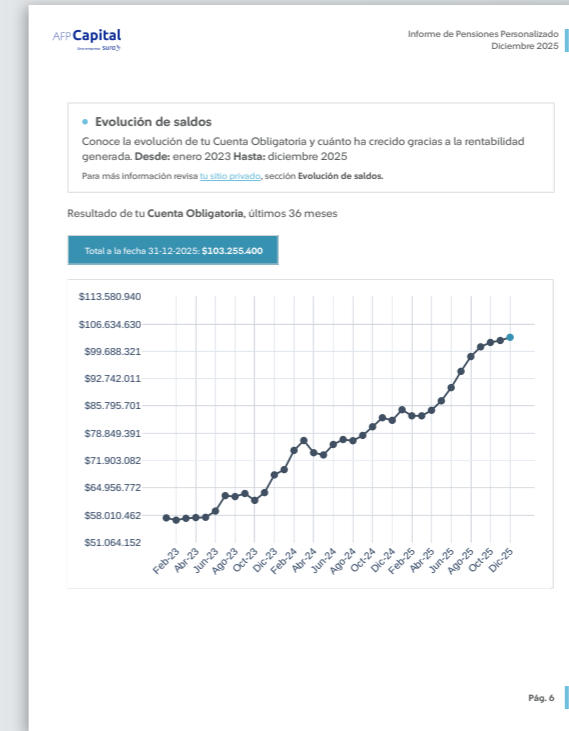 AFP Capital
Una empresa sura
Informe de Pensiones Personalizado
Diciembre 2025
Evolución de saldos
Conoce la evolución de tu Cuenta Obligatoria y cuánto ha crecido gracias a la rentabilidad
generada. Desde: enero 2023 Hasta: diciembre 2025
Para más información revisa tu sitio privado, sección Evolución de saldos.
Resultado de tu Cuenta Obligatoria, últimos 36 meses
Total a la fecha 31-12-2025: $103.255.400
$113.580.940
$106.634.630
$99.688.321
$92.742.011
$85.795.701
$78.849.391
$71.903.082
$64.956.772
$58.010.462
$51.064.152
Feb-23 Abr-23 Jun-23 Ago-23 Oct-23 Dic-23 Feb-24 Abr-24 Jun-24 Ago-24 Oct-24 Dic-24 Feb-25 Abr-25 Jun-25 Ago-25 Oct-25 Dic-25
Pág. 6